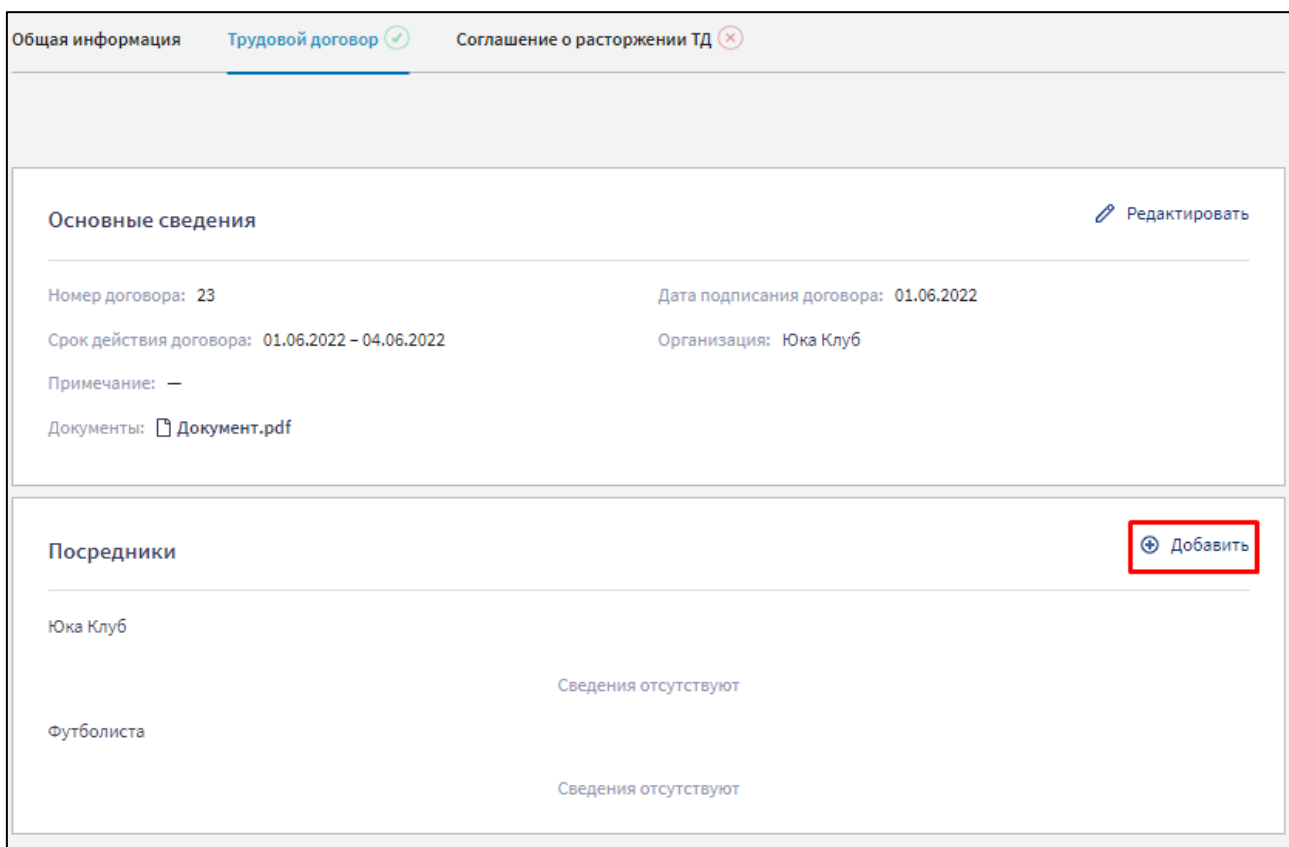 Общая информация Трудовой договор Соглашение о расторжении ТД
Основные сведения Редактировать
Номер договора: 23 Дата подписания договора: 01.06.2022
Срок действия договора: 01.06.2022 – 04.06.2022 Организация: Юка Клуб
Примечание: —
Документы: Документ.pdf
Посредники Добавить
Юка Клуб
Сведения отсутствуют
Футболиста
Сведения отсутствуют